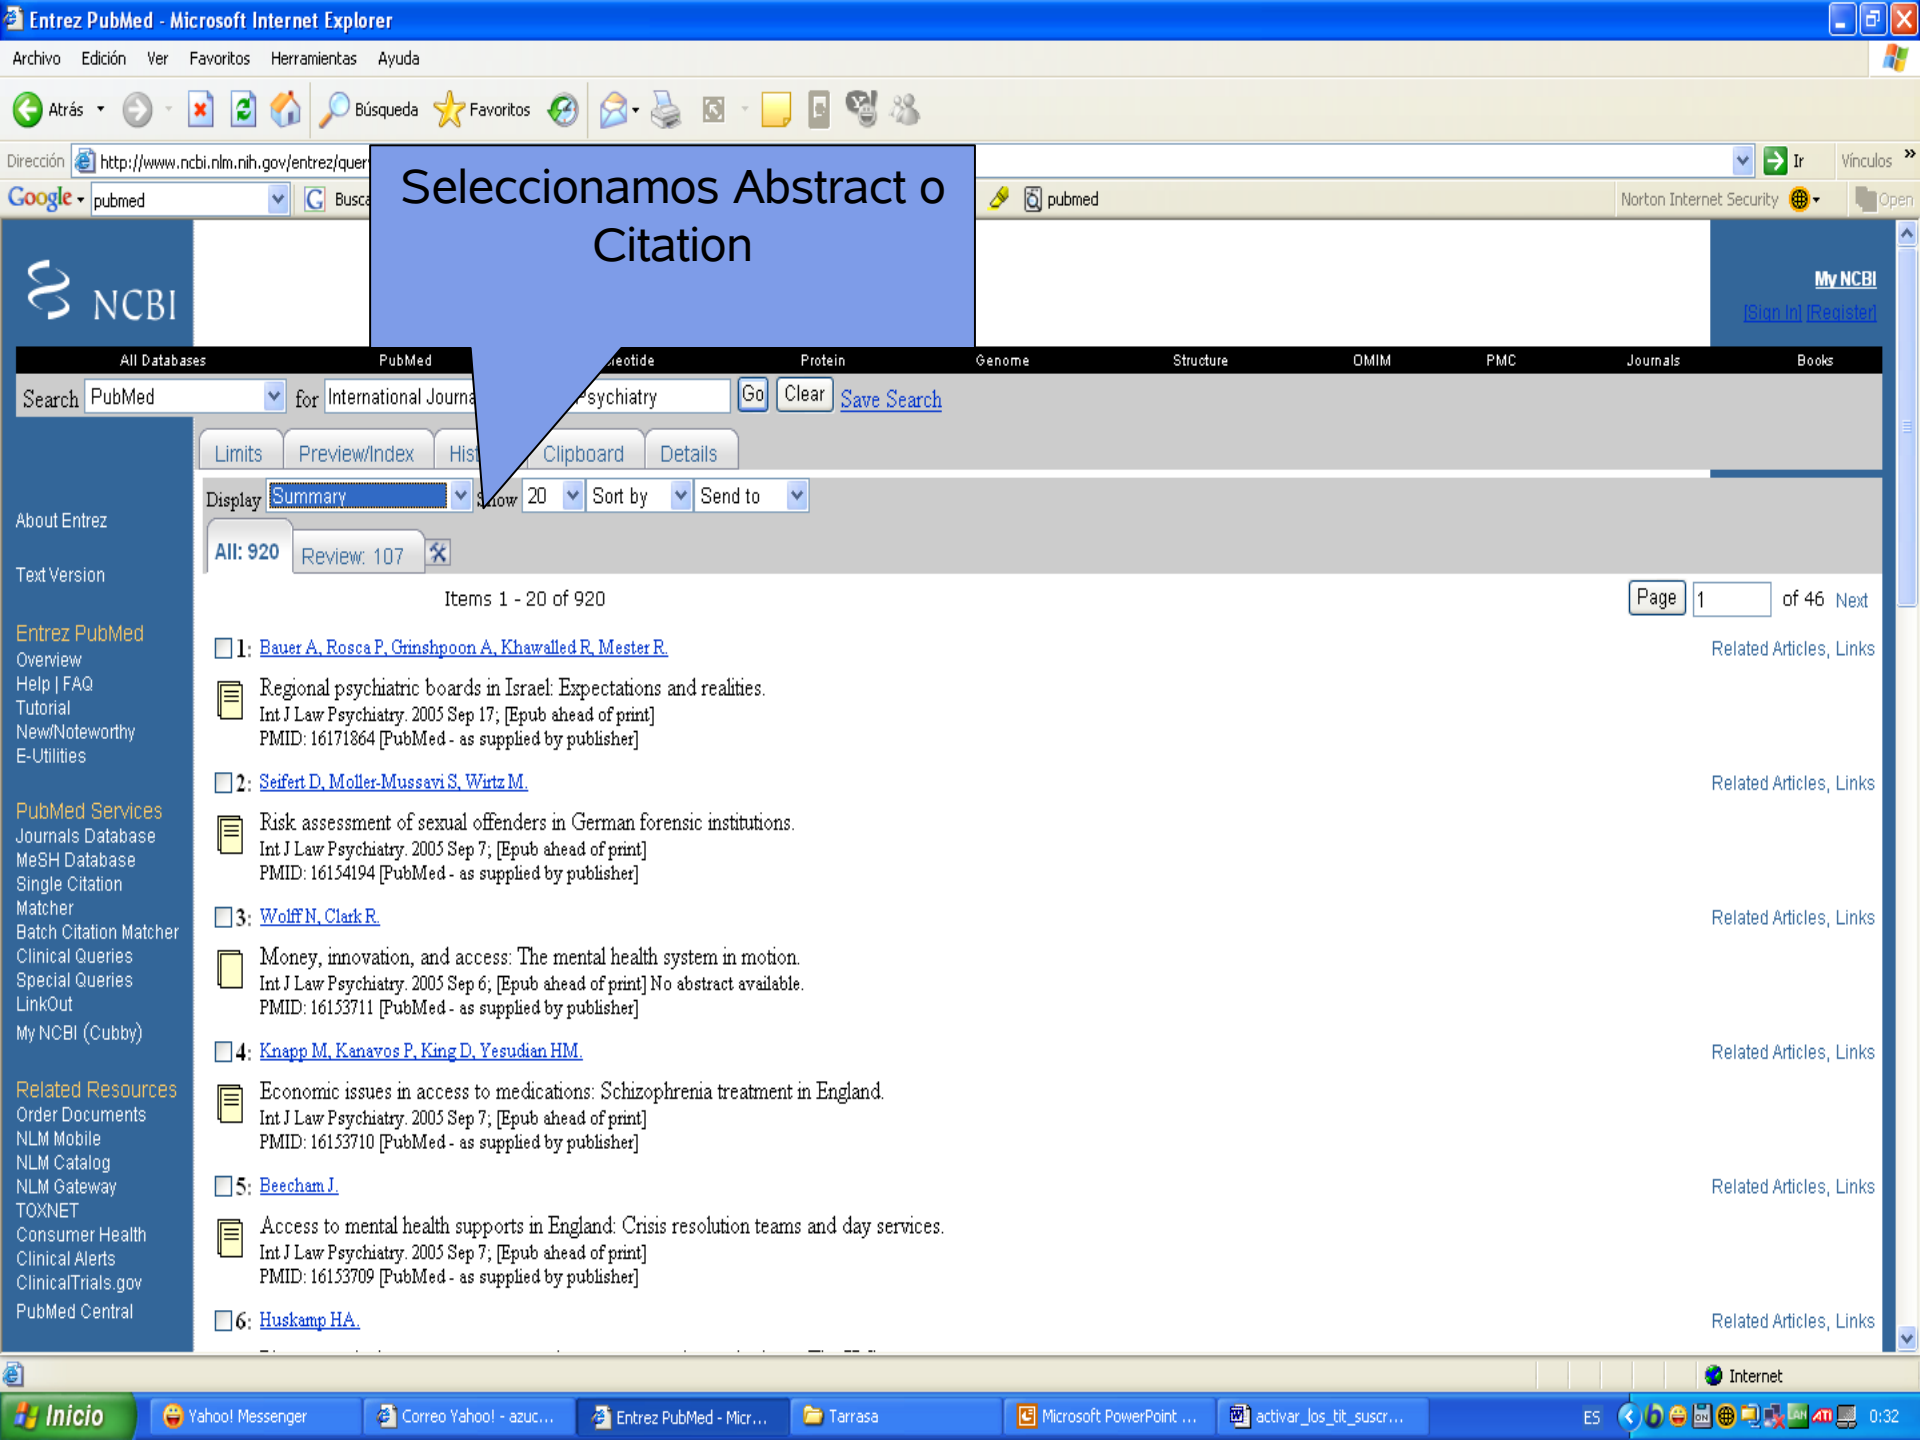 Entrez PubMed - Microsoft Internet Explorer
Archivo Edición Ver Favoritos Herramientas Ayuda
Atrás Búsqueda Favoritos
Dirección http://www.ncbi.nlm.nih.gov/entrez/quer Ir Vínculos »
Google pubmed G Busca pubmed Norton Internet Security Open
Seleccionamos Abstract o
Citation
NCBI
My NCBI
[Sign In] [Register]
All Databases PubMed Protein Genome Structure OMIM PMC Journals Books
Search PubMed for International Journa Psychiatry Go Clear Save Search
Limits Preview/Index Hist Clipboard Details
Display Summary Show 20 Sort by Send to
All: 920 Review: 107
Items 1 - 20 of 920 Page 1 of 46 Next
About Entrez
Text Version
Entrez PubMed
Overview
Help | FAQ
Tutorial
New/Noteworthy
E-Utilities
PubMed Services
Journals Database
MeSH Database
Single Citation
Matcher
Batch Citation Matcher
Clinical Queries
Special Queries
LinkOut
My NCBI (Cubby)
Related Resources
Order Documents
NLM Mobile
NLM Catalog
NLM Gateway
TOXNET
Consumer Health
Clinical Alerts
ClinicalTrials.gov
PubMed Central
1: Bauer A, Rosca P, Grinshpoon A, Khawalled R, Mester R. Related Articles, Links
Regional psychiatric boards in Israel: Expectations and realities.
Int J Law Psychiatry. 2005 Sep 17; [Epub ahead of print]
PMID: 16171864 [PubMed - as supplied by publisher]
2: Seifert D, Moller-Mussavi S, Wirtz M. Related Articles, Links
Risk assessment of sexual offenders in German forensic institutions.
Int J Law Psychiatry. 2005 Sep 7; [Epub ahead of print]
PMID: 16154194 [PubMed - as supplied by publisher]
3: Wolff N, Clark R. Related Articles, Links
Money, innovation, and access: The mental health system in motion.
Int J Law Psychiatry. 2005 Sep 6; [Epub ahead of print] No abstract available.
PMID: 16153711 [PubMed - as supplied by publisher]
4: Knapp M, Kanavos P, King D, Yesudian HM. Related Articles, Links
Economic issues in access to medications: Schizophrenia treatment in England.
Int J Law Psychiatry. 2005 Sep 7; [Epub ahead of print]
PMID: 16153710 [PubMed - as supplied by publisher]
5: Beecham J. Related Articles, Links
Access to mental health supports in England: Crisis resolution teams and day services.
Int J Law Psychiatry. 2005 Sep 7; [Epub ahead of print]
PMID: 16153709 [PubMed - as supplied by publisher]
6: Huskamp HA. Related Articles, Links
Internet
Inicio Yahoo! Messenger Correo Yahoo! - azuc... Entrez PubMed - Micr... Tarrasa Microsoft PowerPoint ... activar_los_tit_suscr... ES 0:32